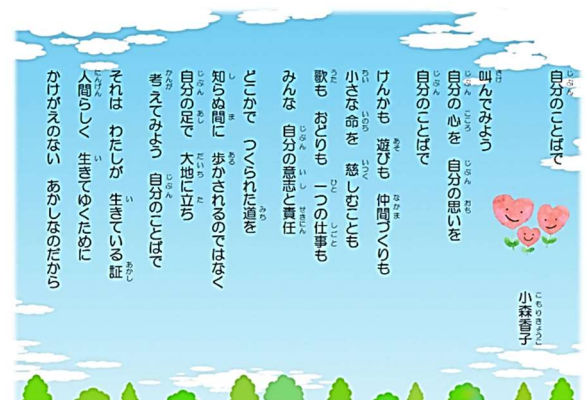 自分のことばで
小森香子
叫んでみよう
自分の 心を 自分の思いを
自分のことばで
けんかも 遊びも 仲間づくりも
小さな命を 慈しむことも
歌も おどりも 一つの仕事も
みんな 自分の意志と責任
どこかで つくられた道を
知らぬ間に 歩かされるのではなく
自分の足で 大地に立ち
考えてみよう 自分のことばで
それは わたしが 生きている 証
人間らしく 生きてゆくために
かけがえのない あかしなのだから